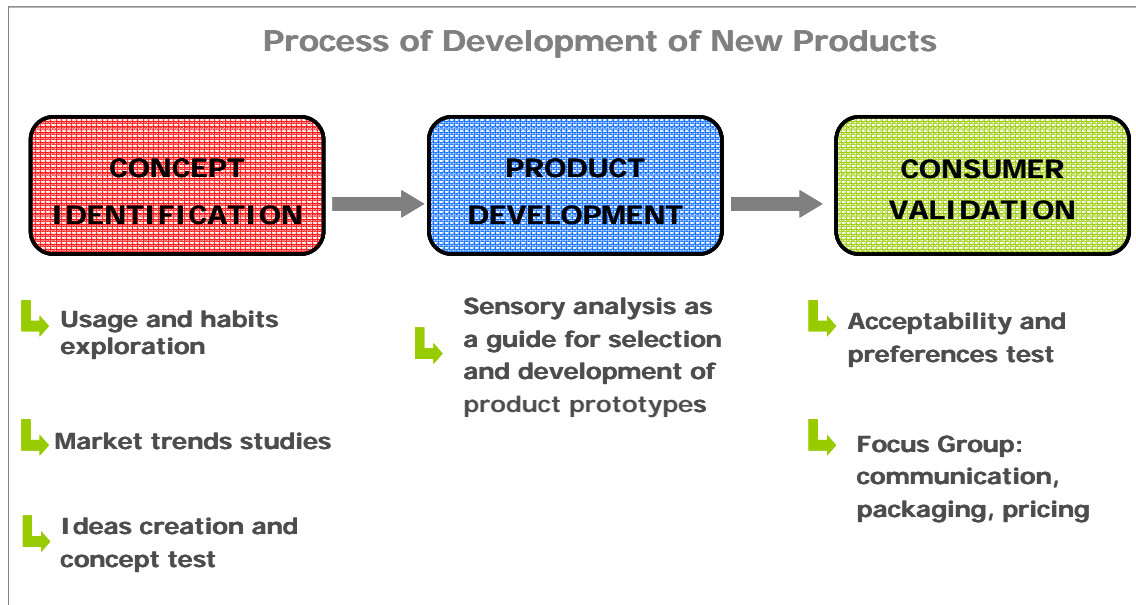 Process of Development of New Products
CONCEPT
IDENTIFICATION
PRODUCT
DEVELOPMENT
CONSUMER
VALIDATION
Usage and habits
exploration
Market trends studies
Ideas creation and
concept test
Sensory analysis as
a guide for selection
and development of
product prototypes
Acceptability and
preferences test
Focus Group:
communication,
packaging, pricing